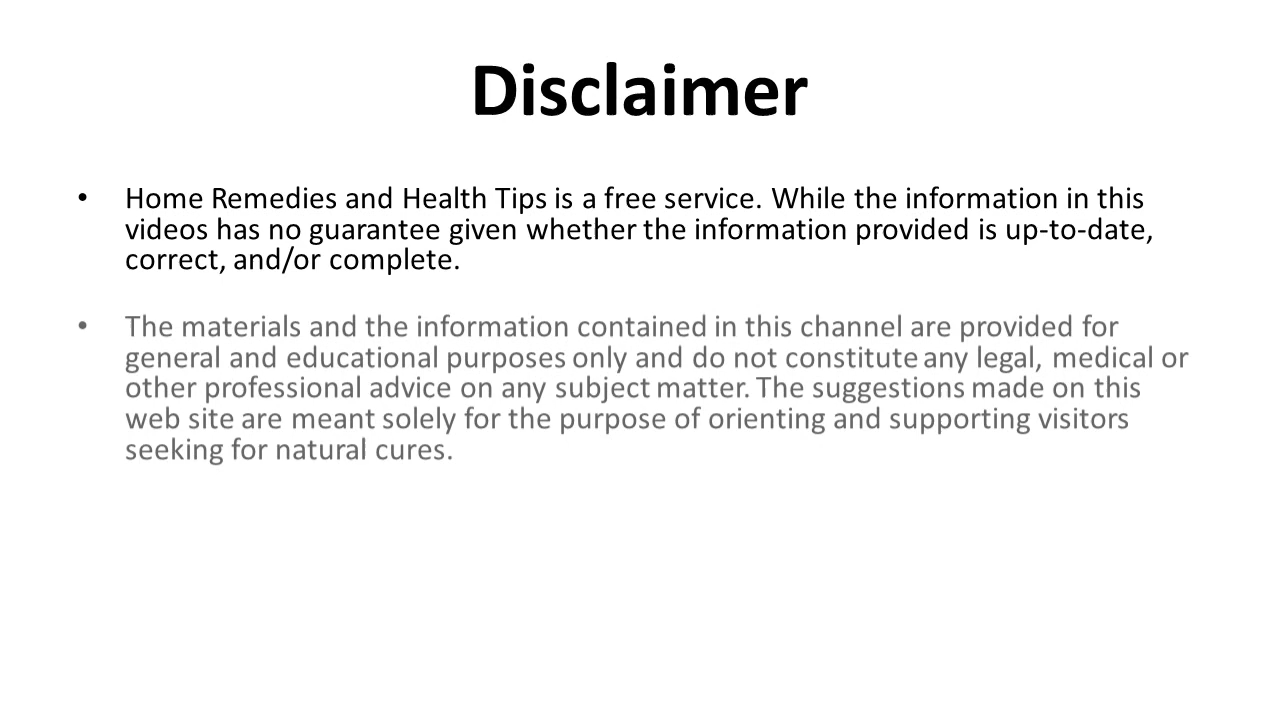 Disclaimer
• Home Remedies and Health Tips is a free service. While the information in this
videos has no guarantee given whether the information provided is up-to-date,
correct, and/or complete.
• The materials and the information contained in this channel are provided for
general and educational purposes only and do not constitute any legal, medical or
other professional advice on any subject matter. The suggestions made on this
web site are meant solely for the purpose of orienting and supporting visitors
seeking for natural cures.